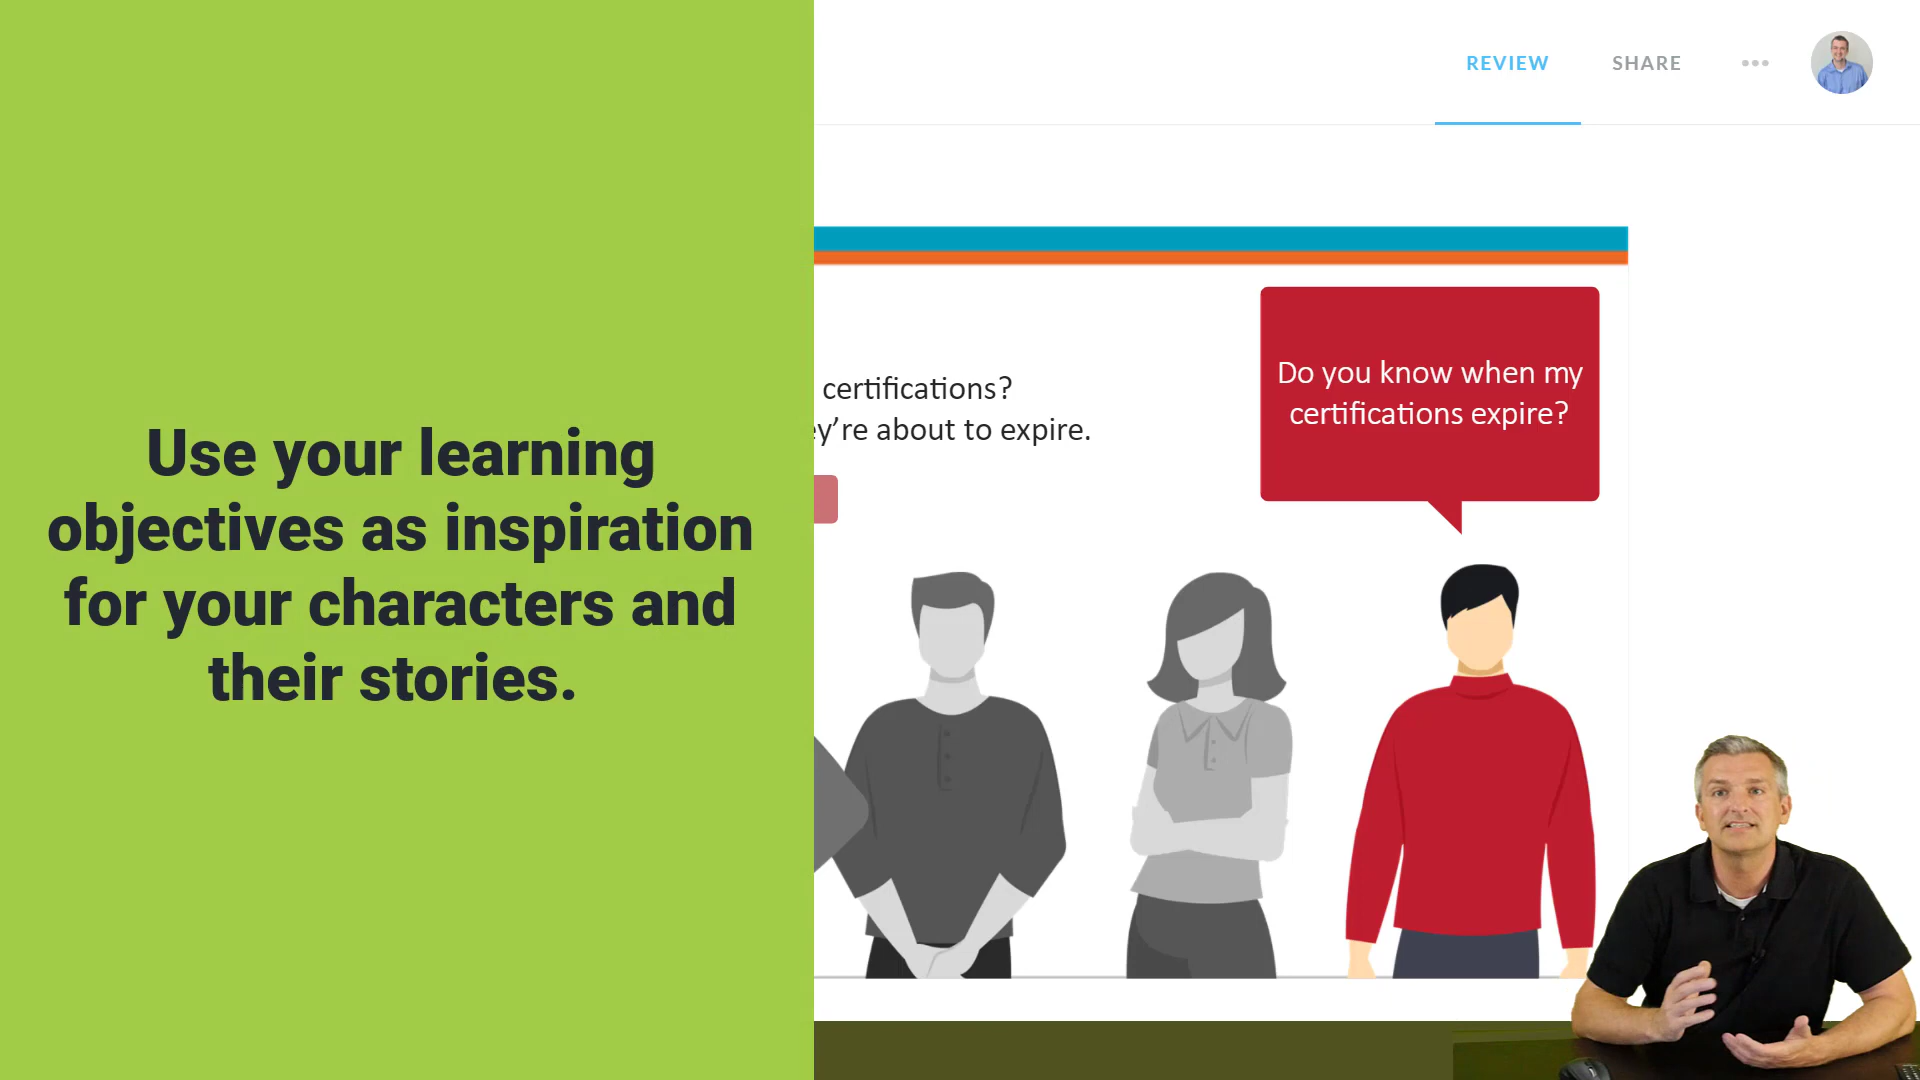 REVIEW SHARE
Do you know when my
certifications expire?
certifications?
're about to expire.
Use your learning
objectives as inspiration
for your characters and
their stories.